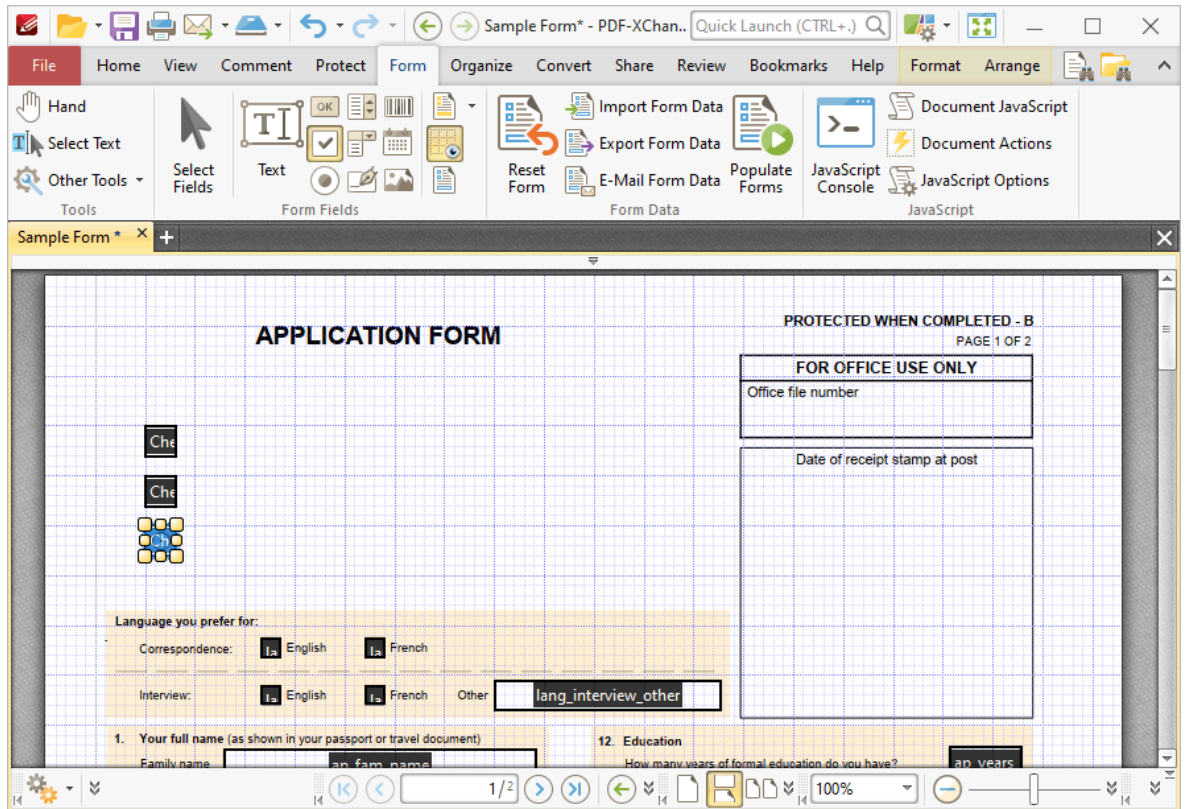 Sample Form* - PDF-XChan.. Quick Launch (CTRL+.)
File Home View Comment Protect Form Organize Convert Share Review Bookmarks Help Format Arrange
Hand
Select Text
Other Tools
Tools
Select Fields
Text
OK
Form Fields
Reset Form
Import Form Data
Export Form Data
E-Mail Form Data
Populate Forms
Form Data
JavaScript Console
Document JavaScript
Document Actions
JavaScript Options
JavaScript
Sample Form *
APPLICATION FORM
PROTECTED WHEN COMPLETED - B
PAGE 1 OF 2
FOR OFFICE USE ONLY
Office file number
Date of receipt stamp at post
Che
Che
Ch
Language you prefer for:
Correspondence: la English la French
Interview: la English la French Other lang_interview_other
1. Your full name (as shown in your passport or travel document)
Family name ap_fam_name
12. Education
How many years of formal education do you have? ap_years
1/2 100%